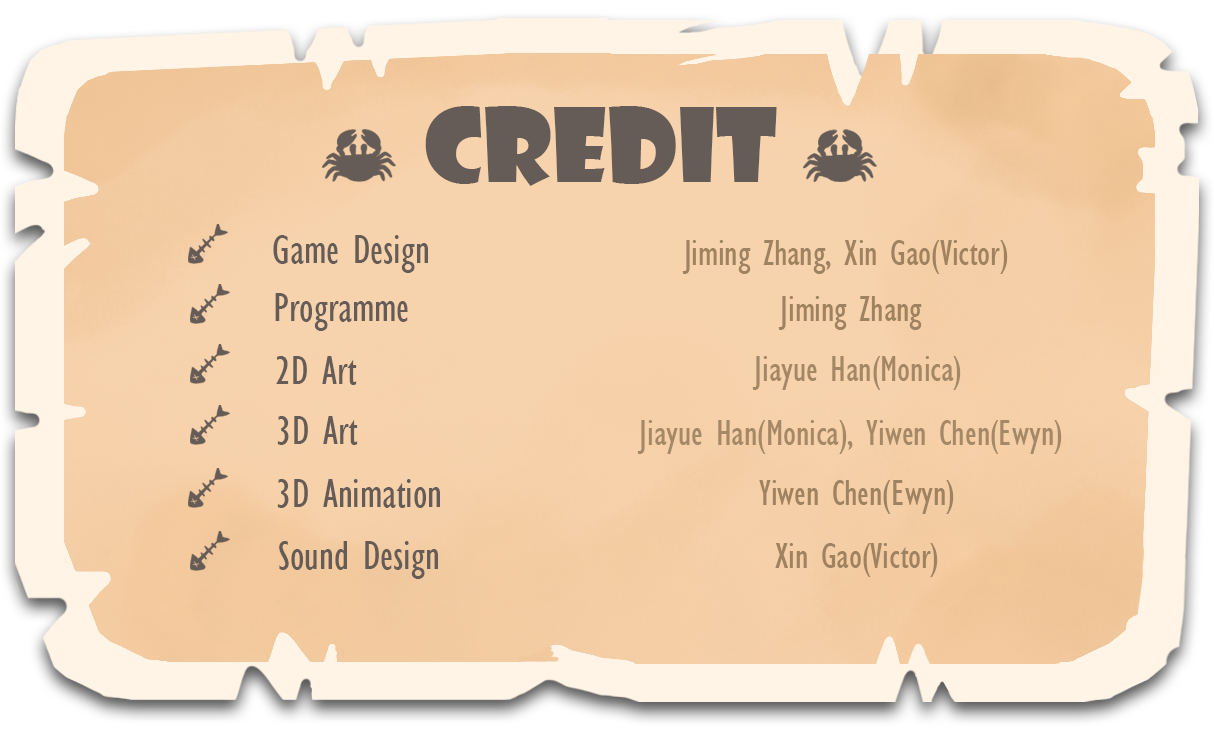 CREDIT
Game Design Jiming Zhang, Xin Gao(Victor)
Programme Jiming Zhang
2D Art Jiayue Han(Monica)
3D Art Jiayue Han(Monica), Yiwen Chen(Ewyn)
3D Animation Yiwen Chen(Ewyn)
Sound Design Xin Gao(Victor)